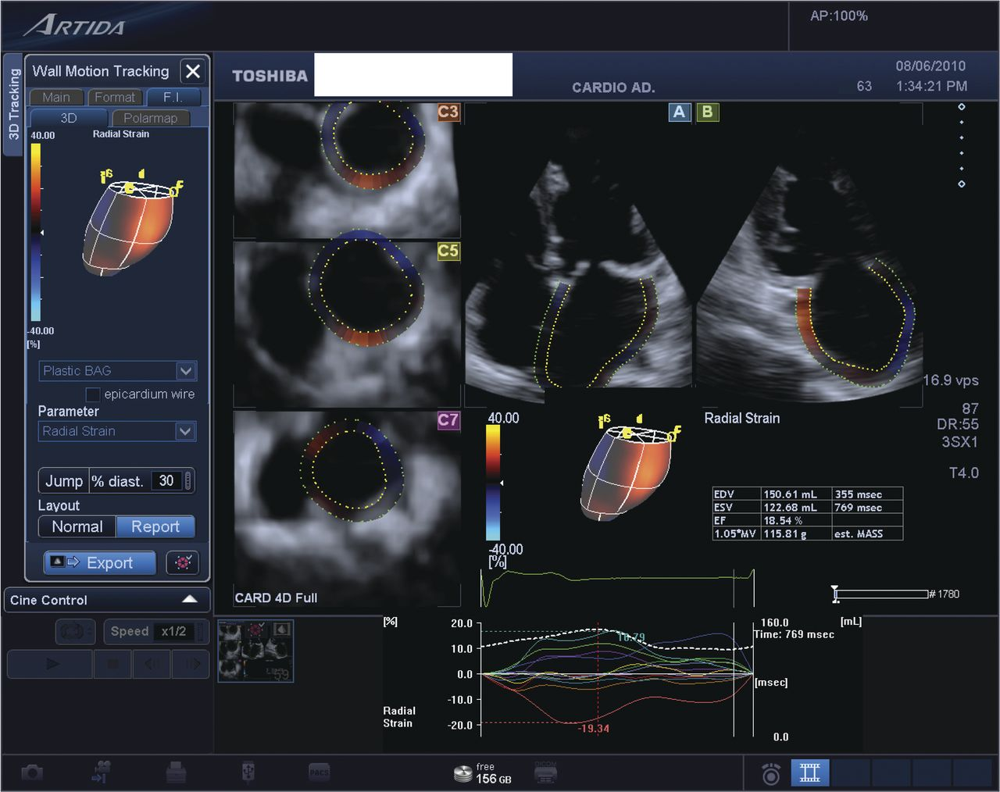 ARTIDA
AP:100%
3D Tracking
Wall Motion Tracking
Main
Format
F.I.
3D
Polarmap
40.00
Radial Strain
-40.00
[%]
Plastic BAG
epicardium wire
Parameter
Radial Strain
Jump
% diast.
30
Layout
Normal
Report
Export
Cine Control
Speed
x1/2
TOSHIBA
CARDIO AD.
63
08/06/2010
1:34:21 PM
C3
C5
C7
A
B
CARD 4D Full
16.9 vps
87
DR:55
3SX1
T4.0
40.00
-40.00
[%]
Radial Strain
EDV 150.61 mL 355 msec
ESV 122.68 mL 769 msec
EF 18.54 %
1.05*MV 115.81 g est. MASS
# 1780
[%]
20.0
10.0
0.0
-10.0
-20.0
Radial
Strain
-19.34
160.0
[mL]
Time: 769 msec
[msec]
0.0
PACS
free
156 GB
DICOM